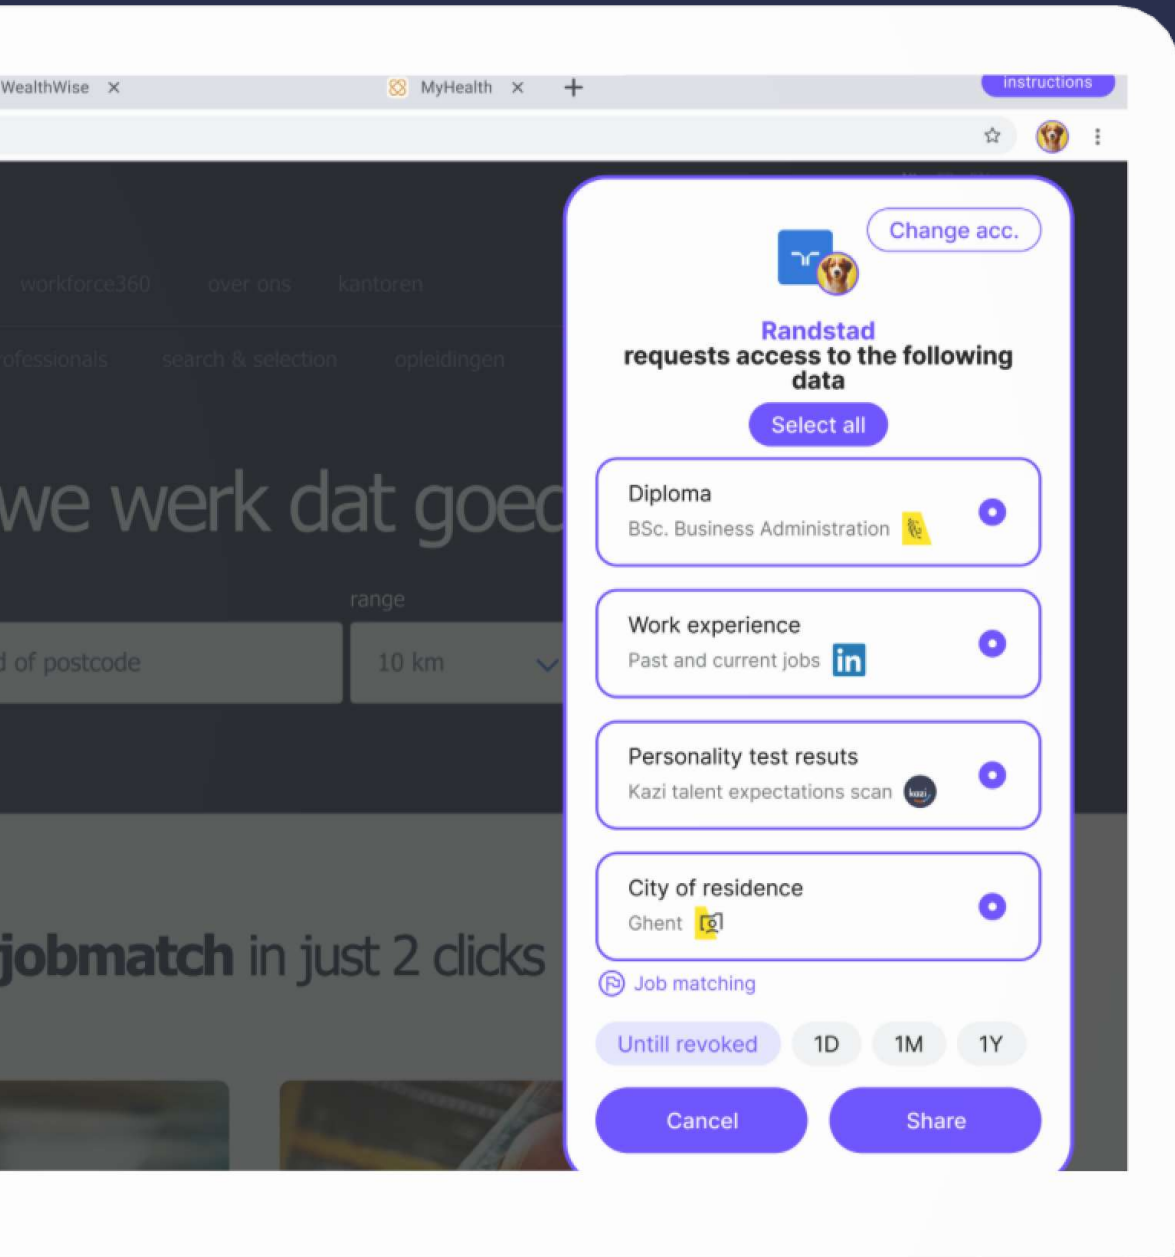 WealthWise
MyHealth
instructions
workforce360 over ons kantoren
ofessionals search & selection opleidingen
we werk dat goed
range
d of postcode
10 km
jobmatch in just 2 clicks
Change acc.
Randstad
requests access to the following
data
Select all
Diploma
BSc. Business Administration
Work experience
Past and current jobs
in
Personality test resuts
Kazi talent expectations scan
kazi
City of residence
Ghent
Job matching
Untill revoked 1D 1M 1Y
Cancel Share